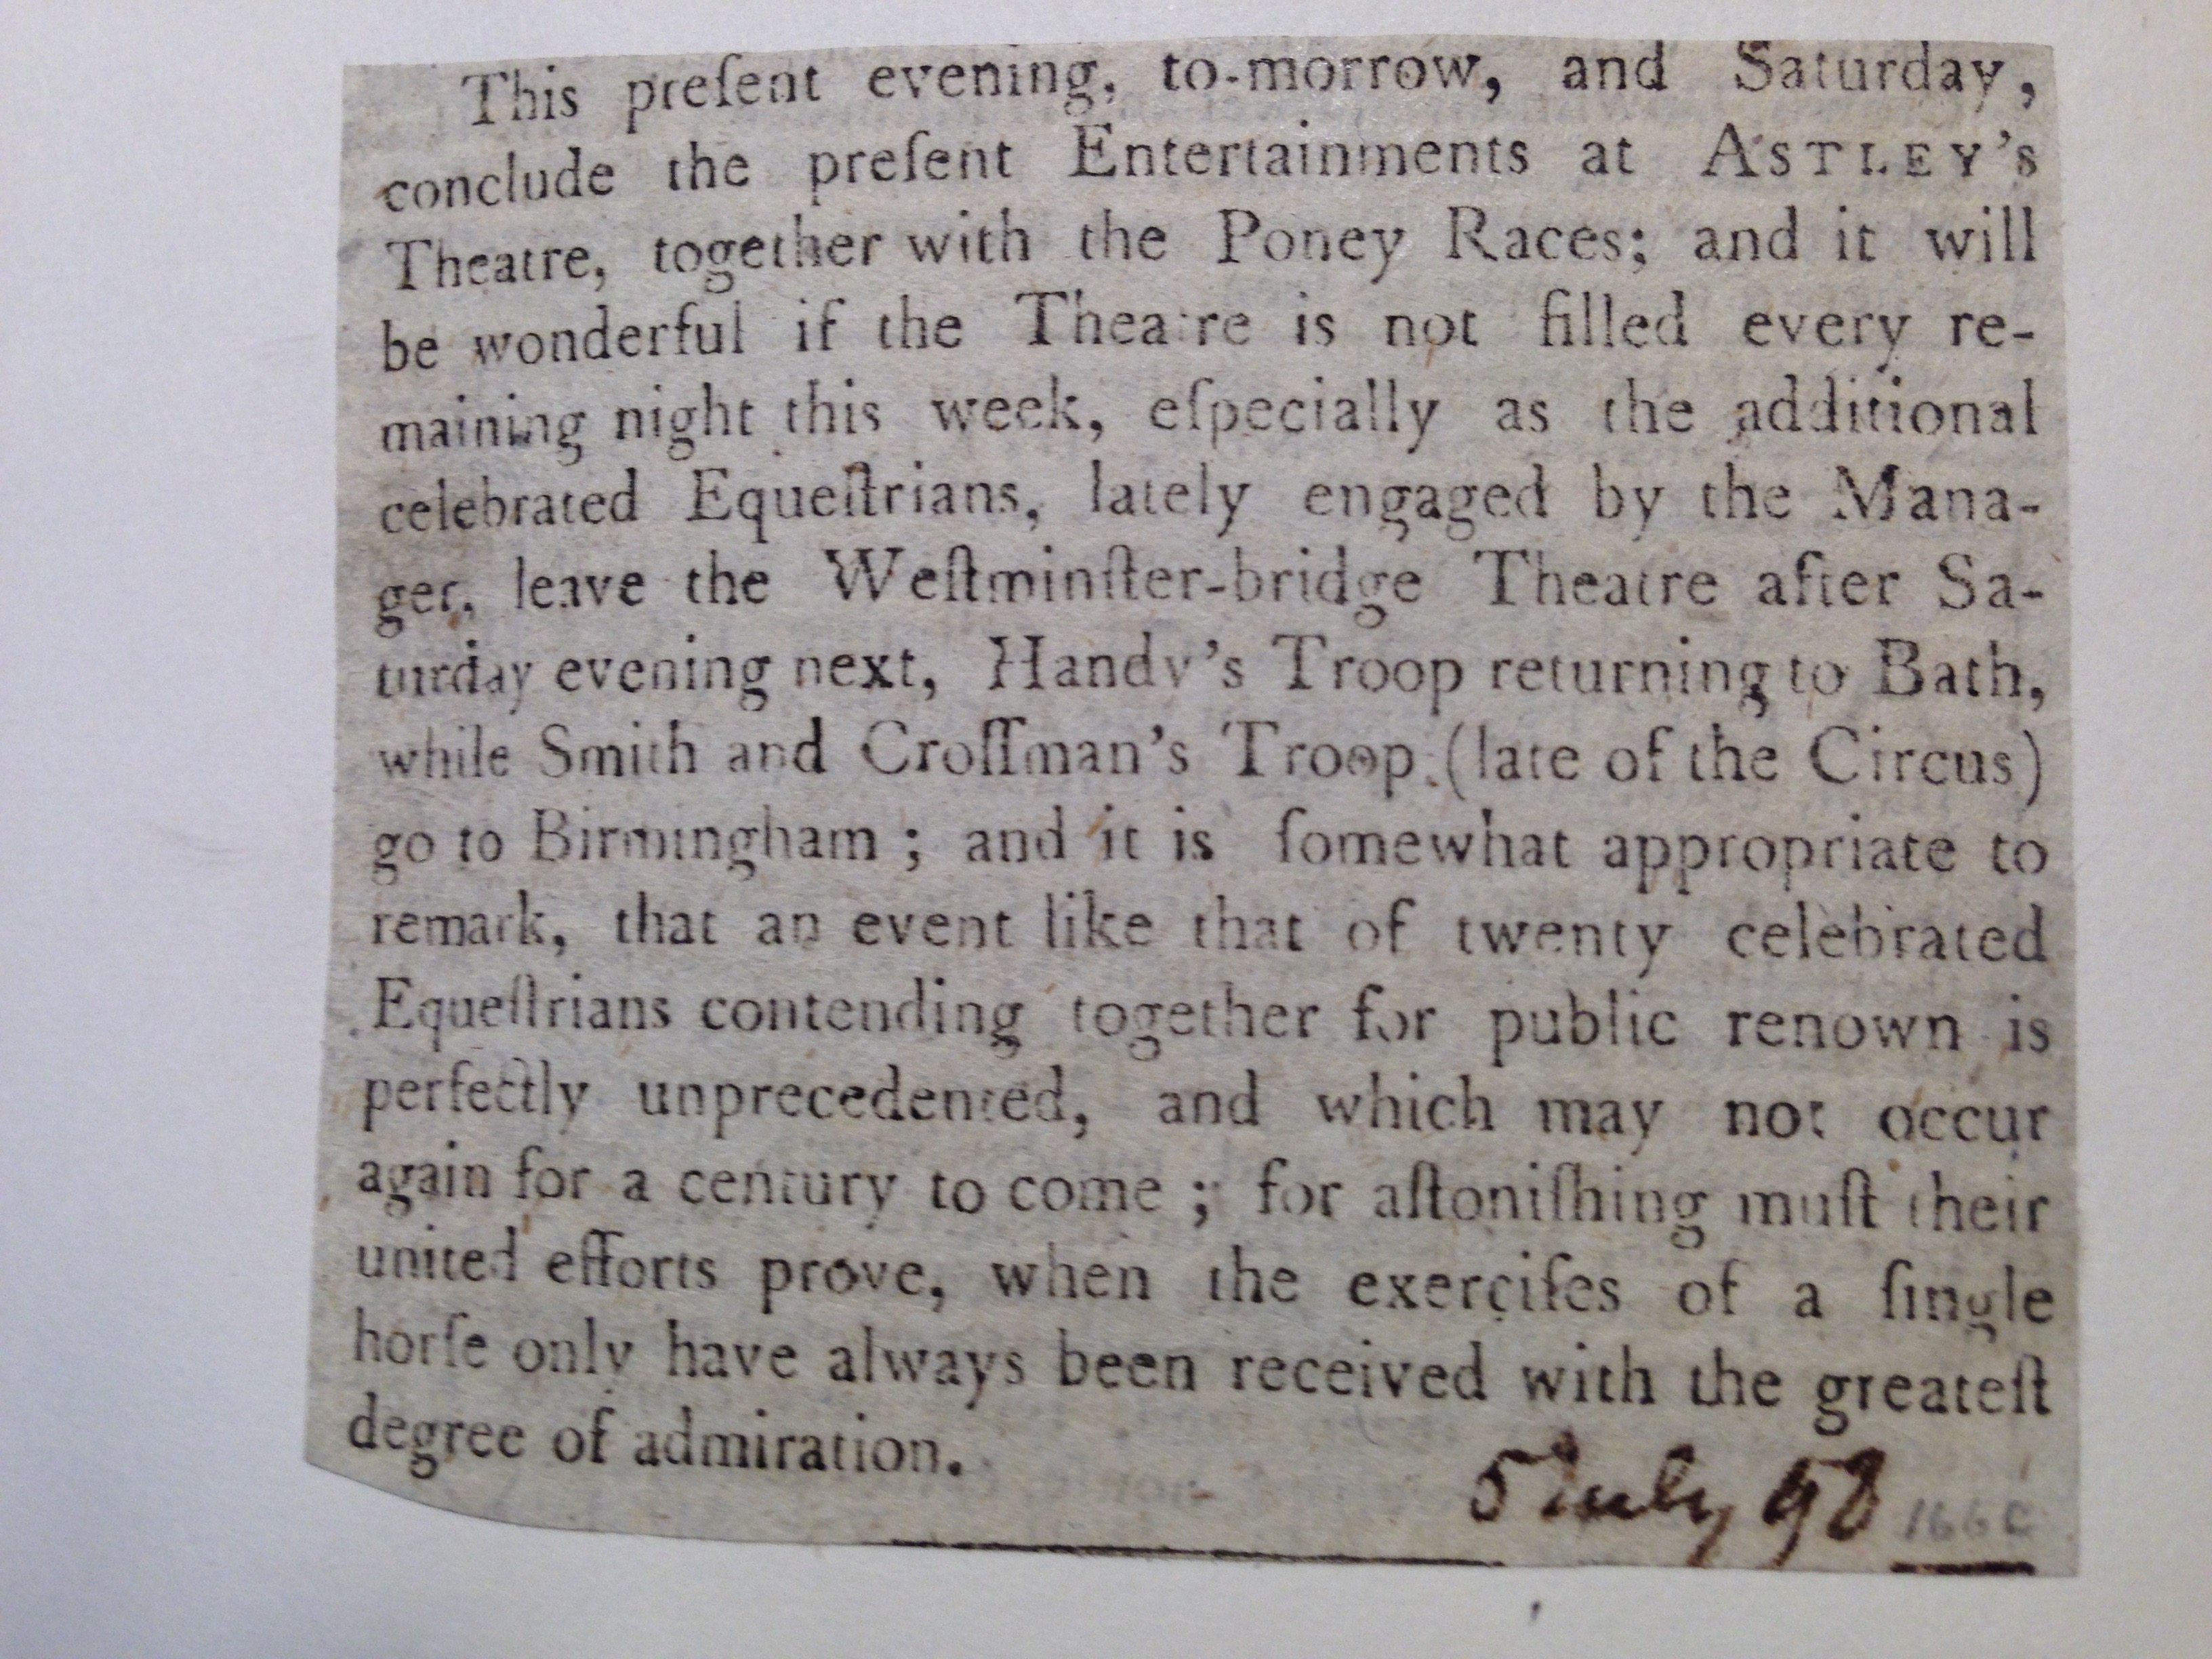 This preſent evening, to-morrow, and Saturday,
conclude the preſent Entertainments at ASTLEY's
Theatre, together with the Poney Races; and it will
be wonderful if the Theatre is not filled every re-
maining night this week, eſpecially as the additional
celebrated Equeſtrians, lately engaged by the Mana-
ger, leave the Weſtminſter-bridge Theatre after Sa-
turday evening next, Handy's Troop returning to Bath,
while Smith and Croſſman's Troop (late of the Circus)
go to Birmingham; and it is ſomewhat appropriate to
remark, that an event like that of twenty celebrated
Equeſtrians contending together for public renown is
perfectly unprecedented, and which may not occur
again for a century to come; for aſtoniſhing muſt their
united efforts prove, when the exerciſes of a ſingle
horſe only have always been received with the greateſt
degree of admiration.
5 July 98
166C